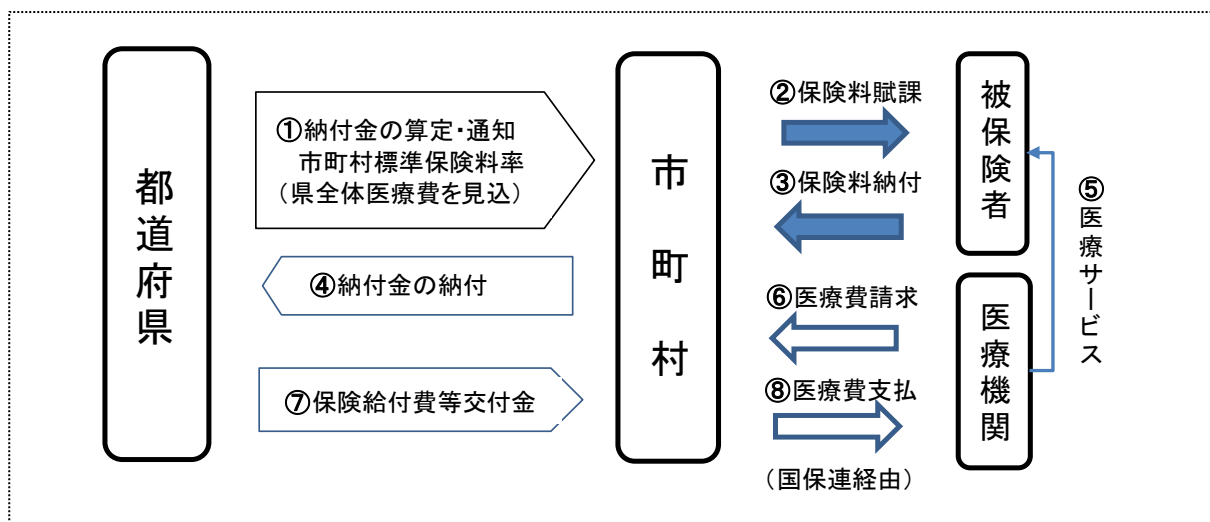 都道府県
①納付金の算定・通知
市町村標準保険料率
（県全体医療費を見込）
④納付金の納付
⑦保険給付費等交付金
市町村
②保険料賦課
③保険料納付
⑥医療費請求
⑧医療費支払
（国保連経由）
被保険者
医療機関
⑤医療サービス